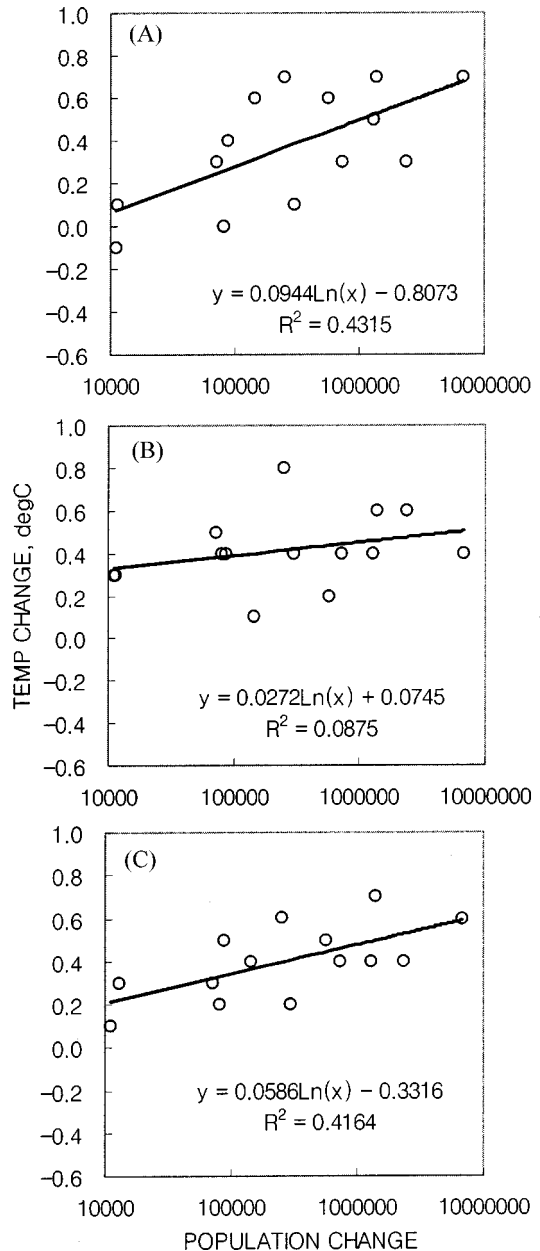 (A)
1.0
0.8
0.6
0.4
0.2
0.0
−0.2
−0.4
−0.6
y = 0.0944Ln(x) − 0.8073
R² = 0.4315
10000 100000 1000000 10000000
(B)
1.0
0.8
0.6
0.4
0.2
0.0
−0.2
−0.4
−0.6
TEMP CHANGE, degC
y = 0.0272Ln(x) + 0.0745
R² = 0.0875
10000 100000 1000000 10000000
(C)
1.0
0.8
0.6
0.4
0.2
0.0
−0.2
−0.4
−0.6
y = 0.0586Ln(x) − 0.3316
R² = 0.4164
10000 100000 1000000 10000000
POPULATION CHANGE